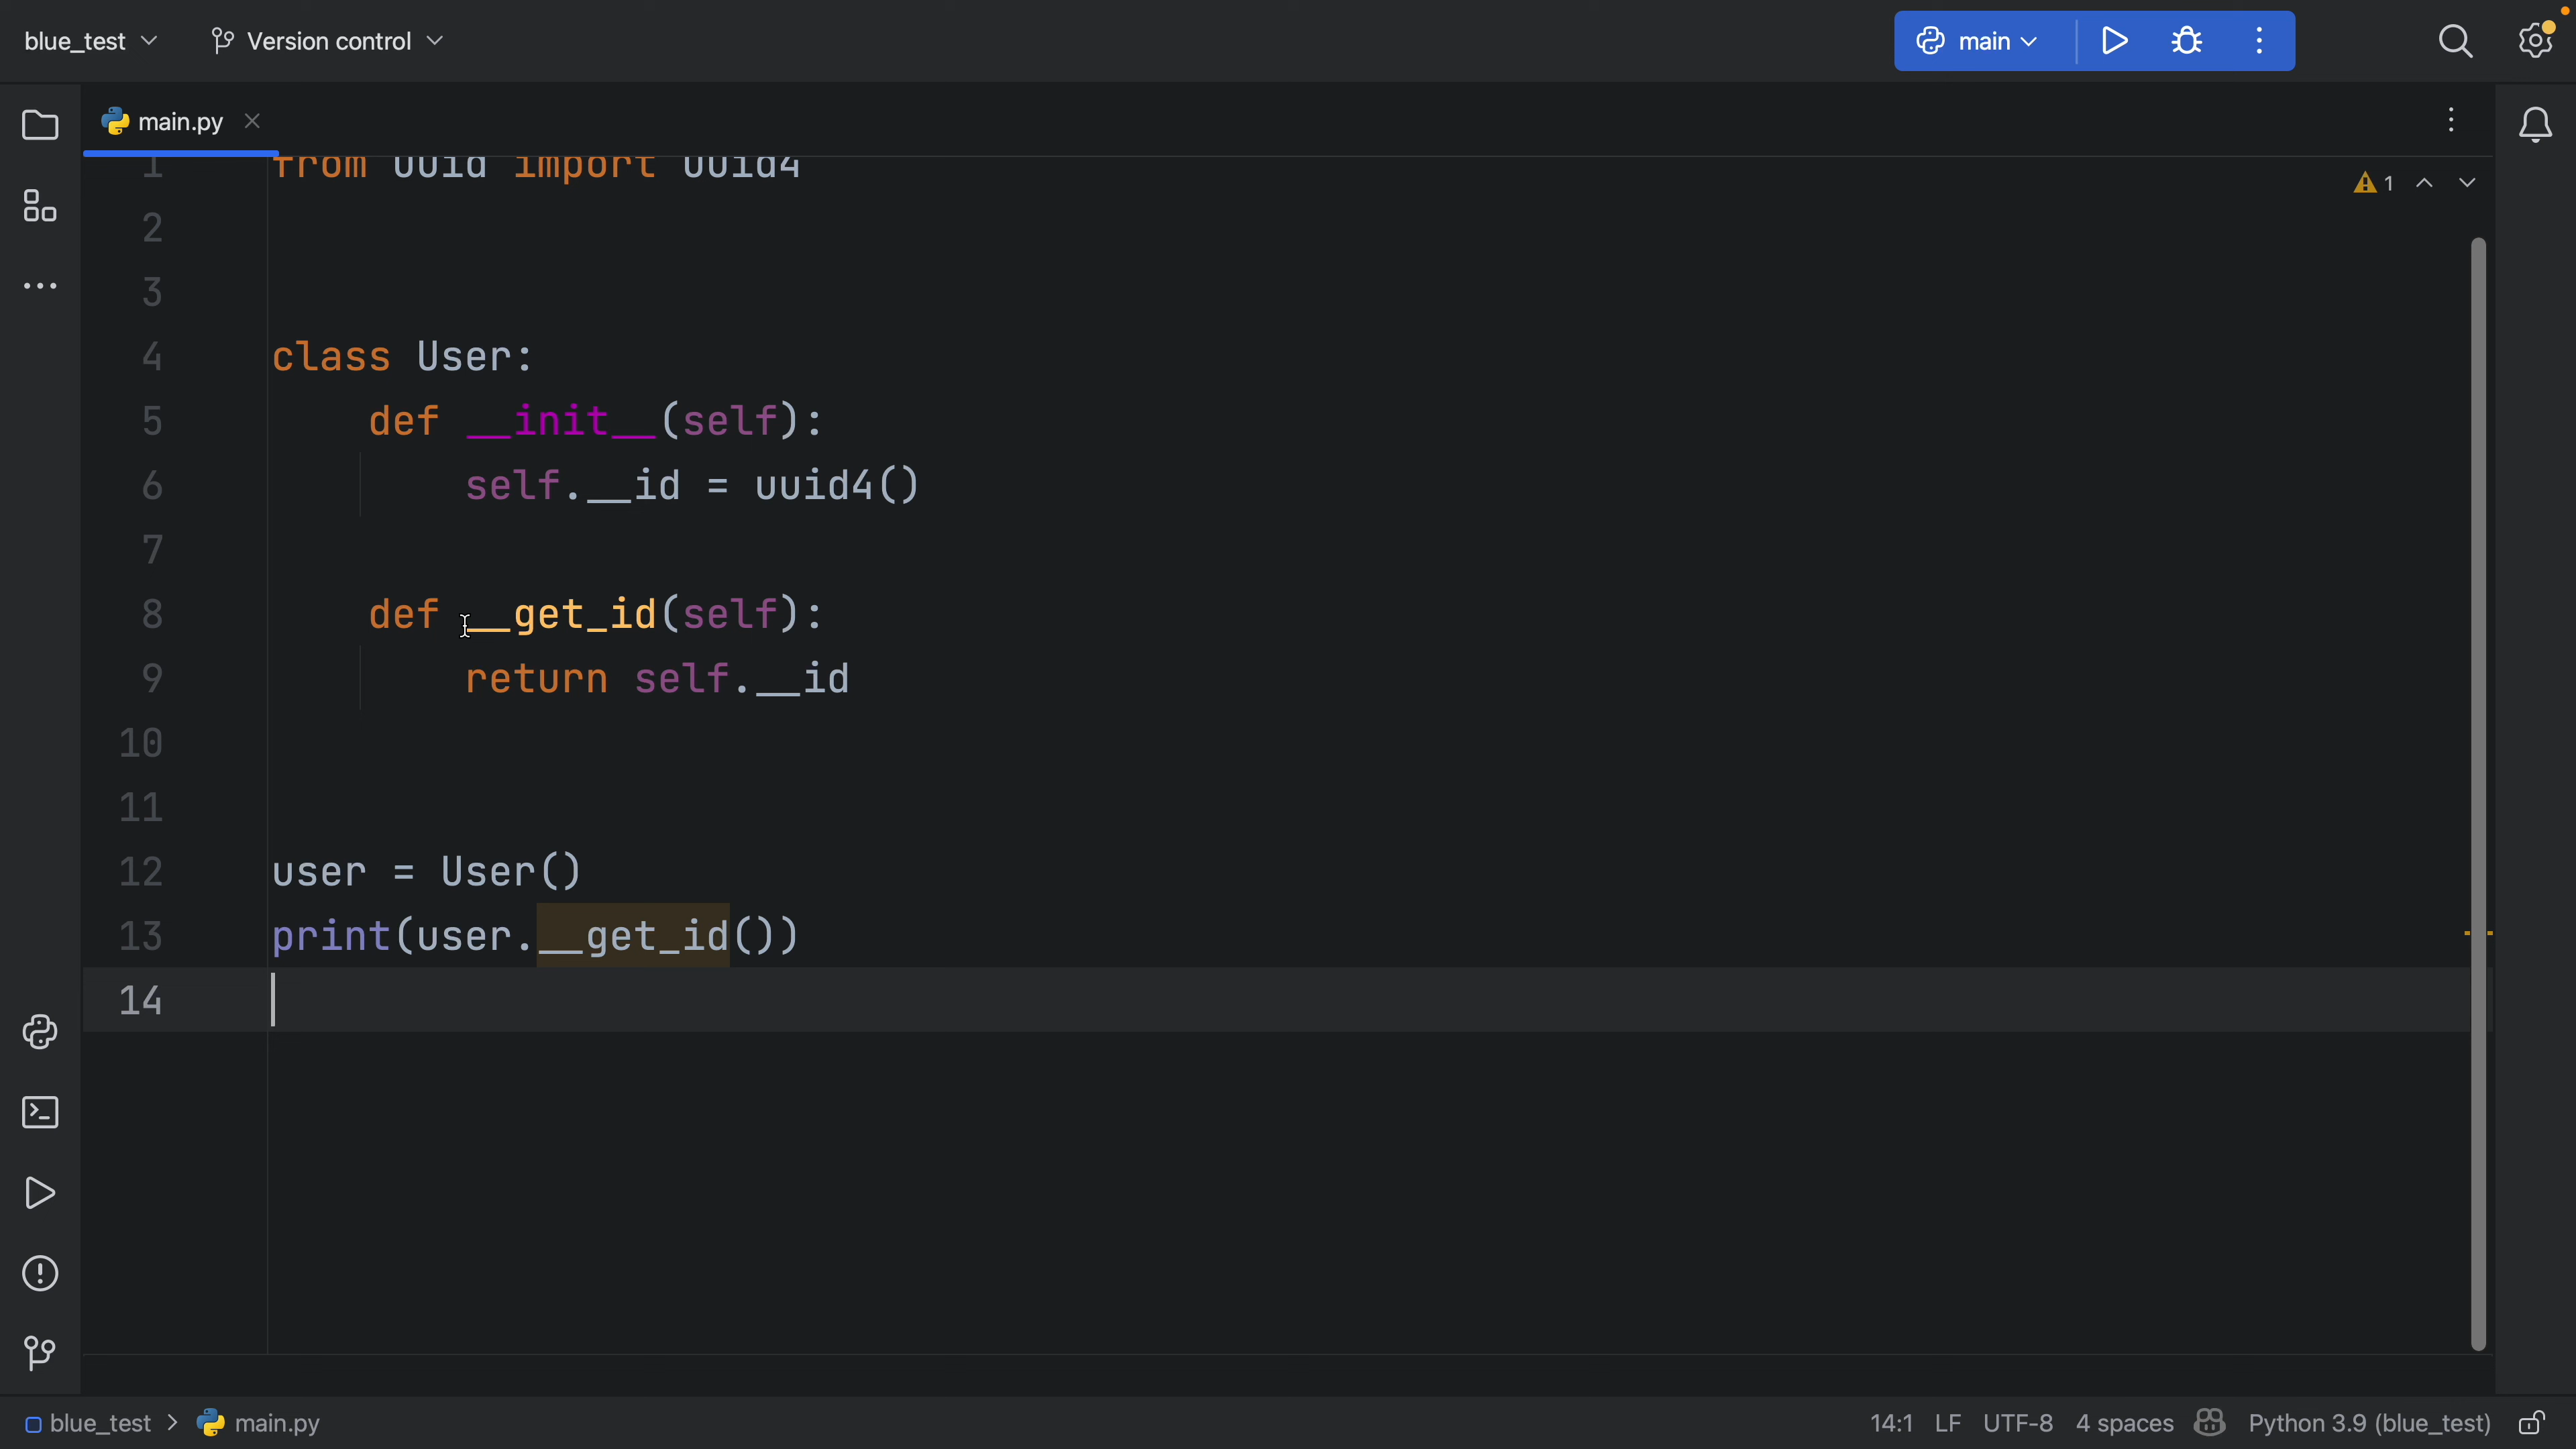 blue_test Version control main
main.py
1 from uuid import uuid4
1
2
3
4 class User:
5 def __init__(self):
6 self.__id = uuid4()
7
8 def __get_id(self):
9 return self.__id
10
11
12 user = User()
13 print(user.__get_id())
14
blue_test > main.py 14:1 LF UTF-8 4 spaces Python 3.9 (blue_test)